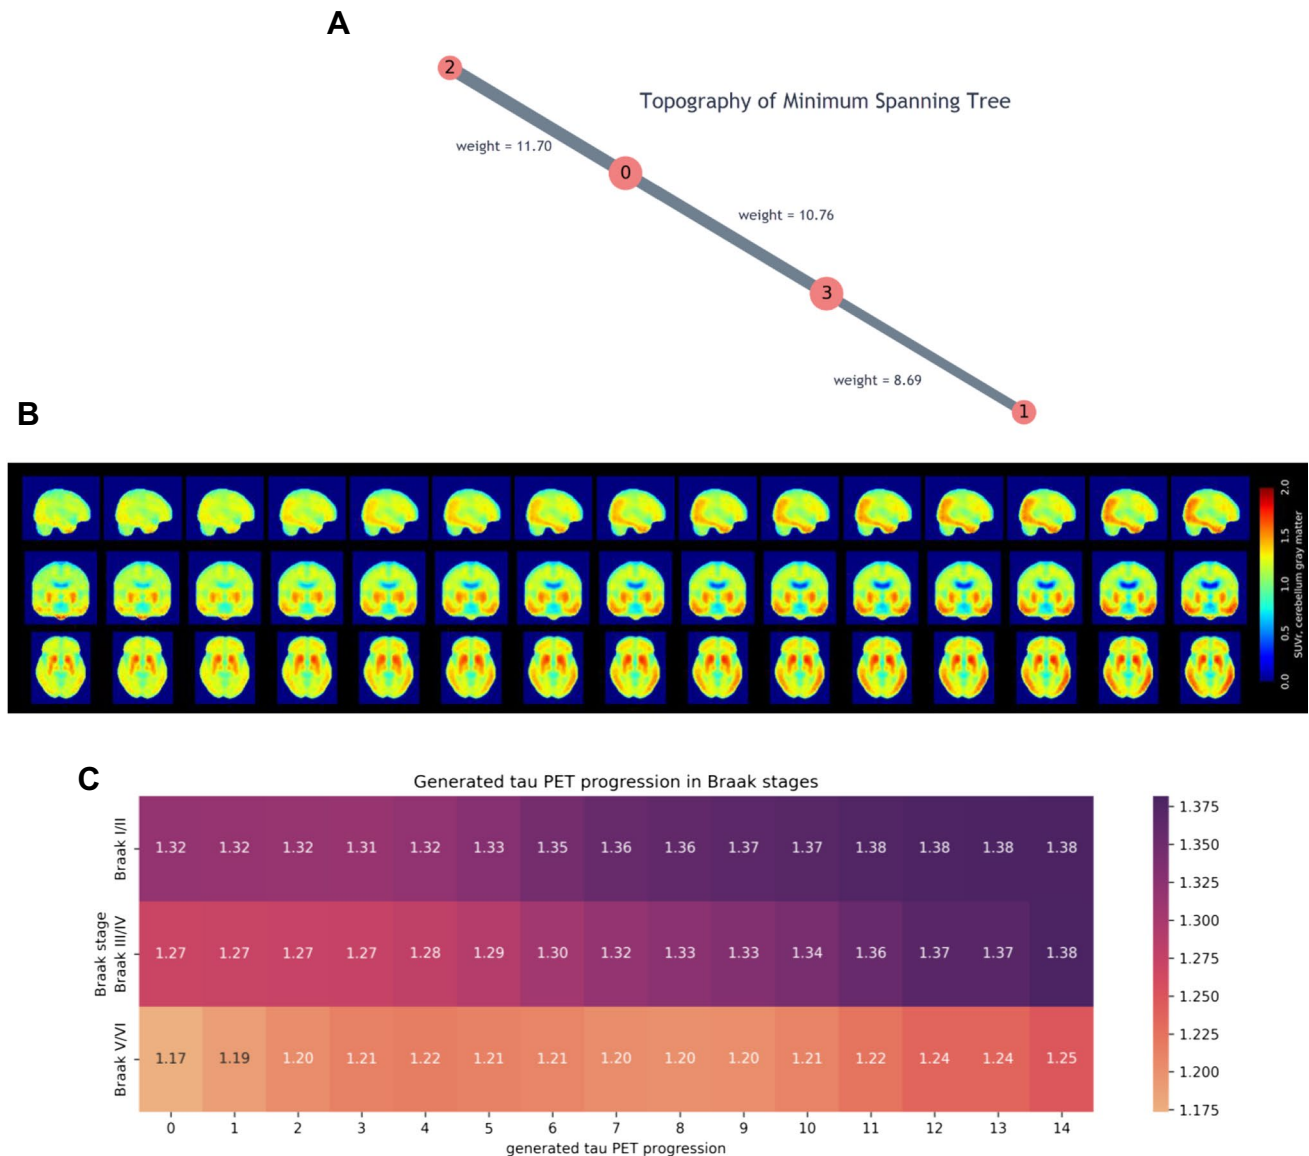 A
2
Topography of Minimum Spanning Tree
weight = 11.70
0
weight = 10.76
3
weight = 8.69
1
B
2.0
1.5
1.0
0.5
0.0
SUVr, cerebellum gray matter
C
Generated tau PET progression in Braak stages
Braak stage
Braak I/II
1.32 1.32 1.32 1.31 1.32 1.33 1.35 1.36 1.36 1.37 1.37 1.38 1.38 1.38 1.38
Braak III/IV
1.27 1.27 1.27 1.27 1.28 1.29 1.30 1.32 1.33 1.33 1.34 1.36 1.37 1.37 1.38
Braak V/VI
1.17 1.19 1.20 1.21 1.22 1.21 1.21 1.20 1.20 1.20 1.21 1.22 1.24 1.24 1.25
0 1 2 3 4 5 6 7 8 9 10 11 12 13 14
generated tau PET progression
1.375
1.350
1.325
1.300
1.275
1.250
1.225
1.200
1.175